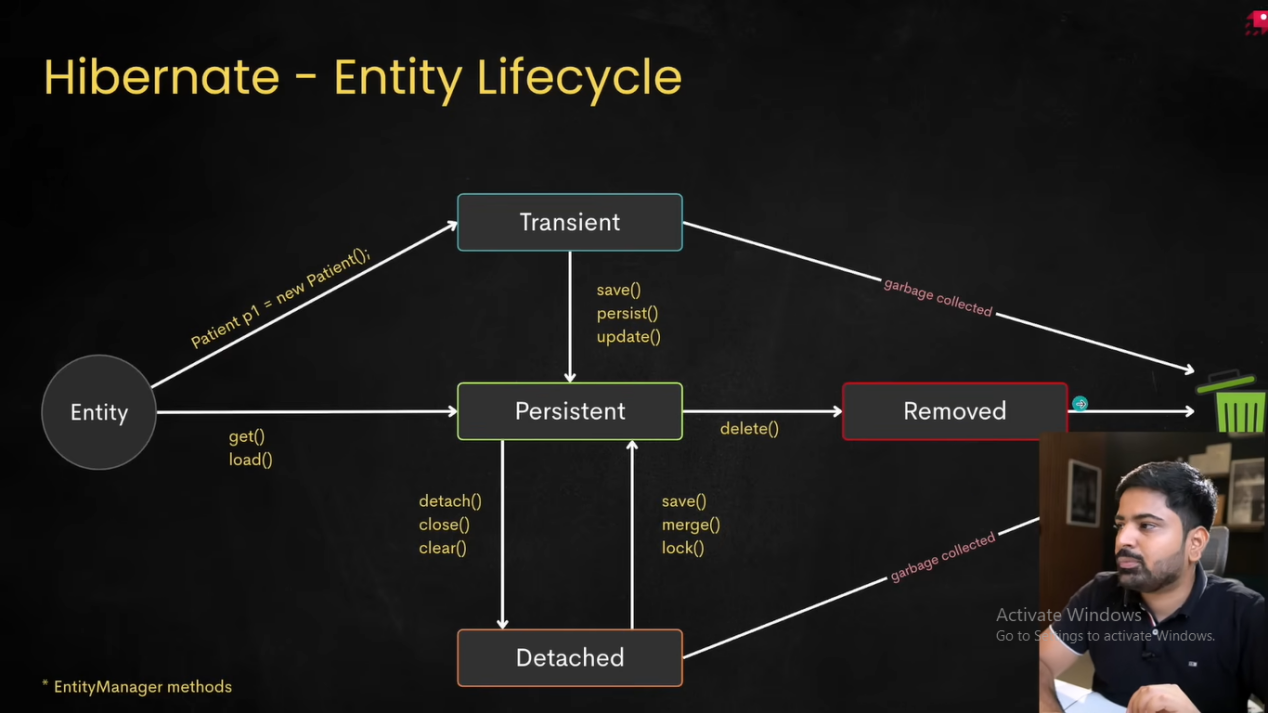 Hibernate - Entity Lifecycle
Transient
Patient p1 = new Patient();
save()
persist()
update()
garbage collected
Entity
get()
load()
Persistent
delete()
Removed
detach()
close()
clear()
save()
merge()
lock()
garbage collected
Detached
Activate Windows
Go to Settings to activate Windows.
* EntityManager methods